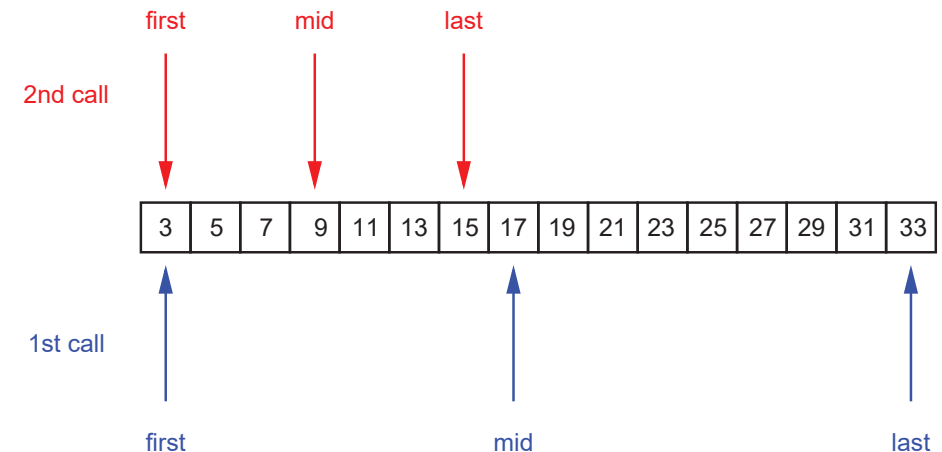 first mid last
2nd call
3 5 7 9 11 13 15 17 19 21 23 25 27 29 31 33
1st call
first mid last